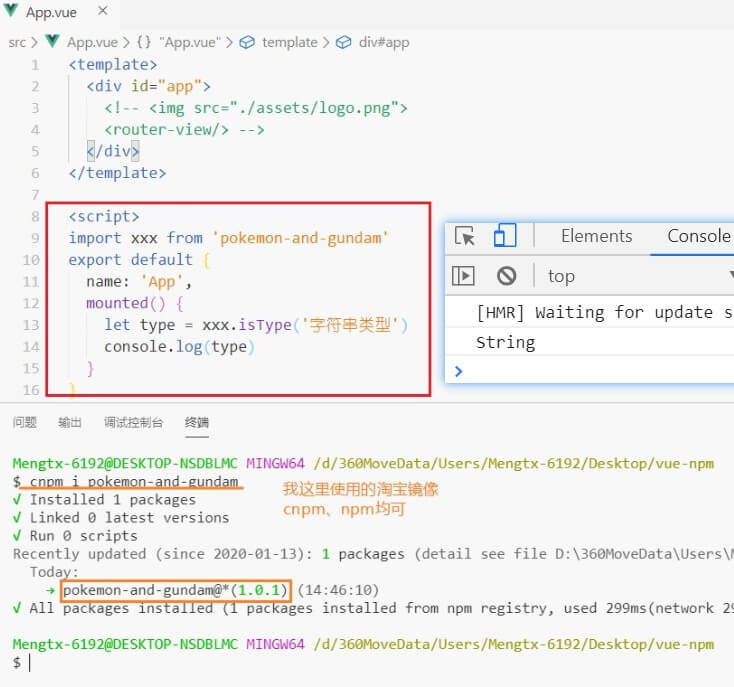 App.vue ×
src > App.vue > {} "App.vue" > template > div#app
1 <template>
2 <div id="app">
3 <!-- <img src="./assets/logo.png">
4 <router-view/> -->
5 </div>
6 </template>
7
8 <script>
9 import xxx from 'pokemon-and-gundam'
10 export default {
11 name: 'App',
12 mounted() {
13 let type = xxx.isType('字符串类型')
14 console.log(type)
15 }
16 }
Elements Console
top
[HMR] Waiting for update s
String
>
问题 输出 调试控制台 终端
Mengtx-6192@DESKTOP-NSDBLMC MINGW64 /d/360MoveData/Users/Mengtx-6192/Desktop/vue-npm
$ cnpm i pokemon-and-gundam
我这里使用的淘宝镜像
cnpm、npm均可
√ Installed 1 packages
√ Linked 0 latest versions
√ Run 0 scripts
Recently updated (since 2020-01-13): 1 packages (detail see file D:\360MoveData\Users\M
Today:
→ pokemon-and-gundam@*(1.0.1) (14:46:10)
√ All packages installed (1 packages installed from npm registry, used 299ms(network 29
Mengtx-6192@DESKTOP-NSDBLMC MINGW64 /d/360MoveData/Users/Mengtx-6192/Desktop/vue-npm
$